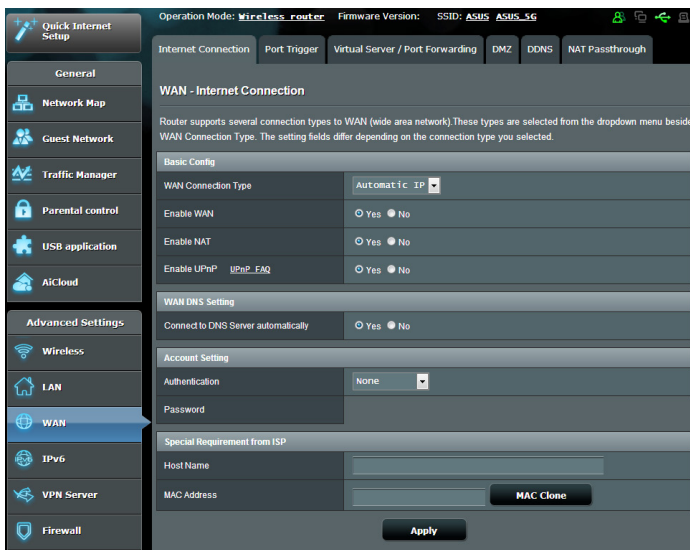 Quick Internet
Setup
General
Network Map
Guest Network
Traffic Manager
Parental control
USB application
AiCloud
Advanced Settings
Wireless
LAN
WAN
IPv6
VPN Server
Firewall
Operation Mode: Wireless router Firmware Version: SSID: ASUS ASUS_5G
Internet Connection Port Trigger Virtual Server / Port Forwarding DMZ DDNS NAT Passthrough
WAN - Internet Connection
Router supports several connection types to WAN (wide area network).These types are selected from the dropdown menu beside
WAN Connection Type. The setting fields differ depending on the connection type you selected.
Basic Config
WAN Connection Type Automatic IP
Enable WAN Yes No
Enable NAT Yes No
Enable UPnP UPnP FAQ Yes No
WAN DNS Setting
Connect to DNS Server automatically Yes No
Account Setting
Authentication None
Password
Special Requirement from ISP
Host Name
MAC Address MAC Clone
Apply